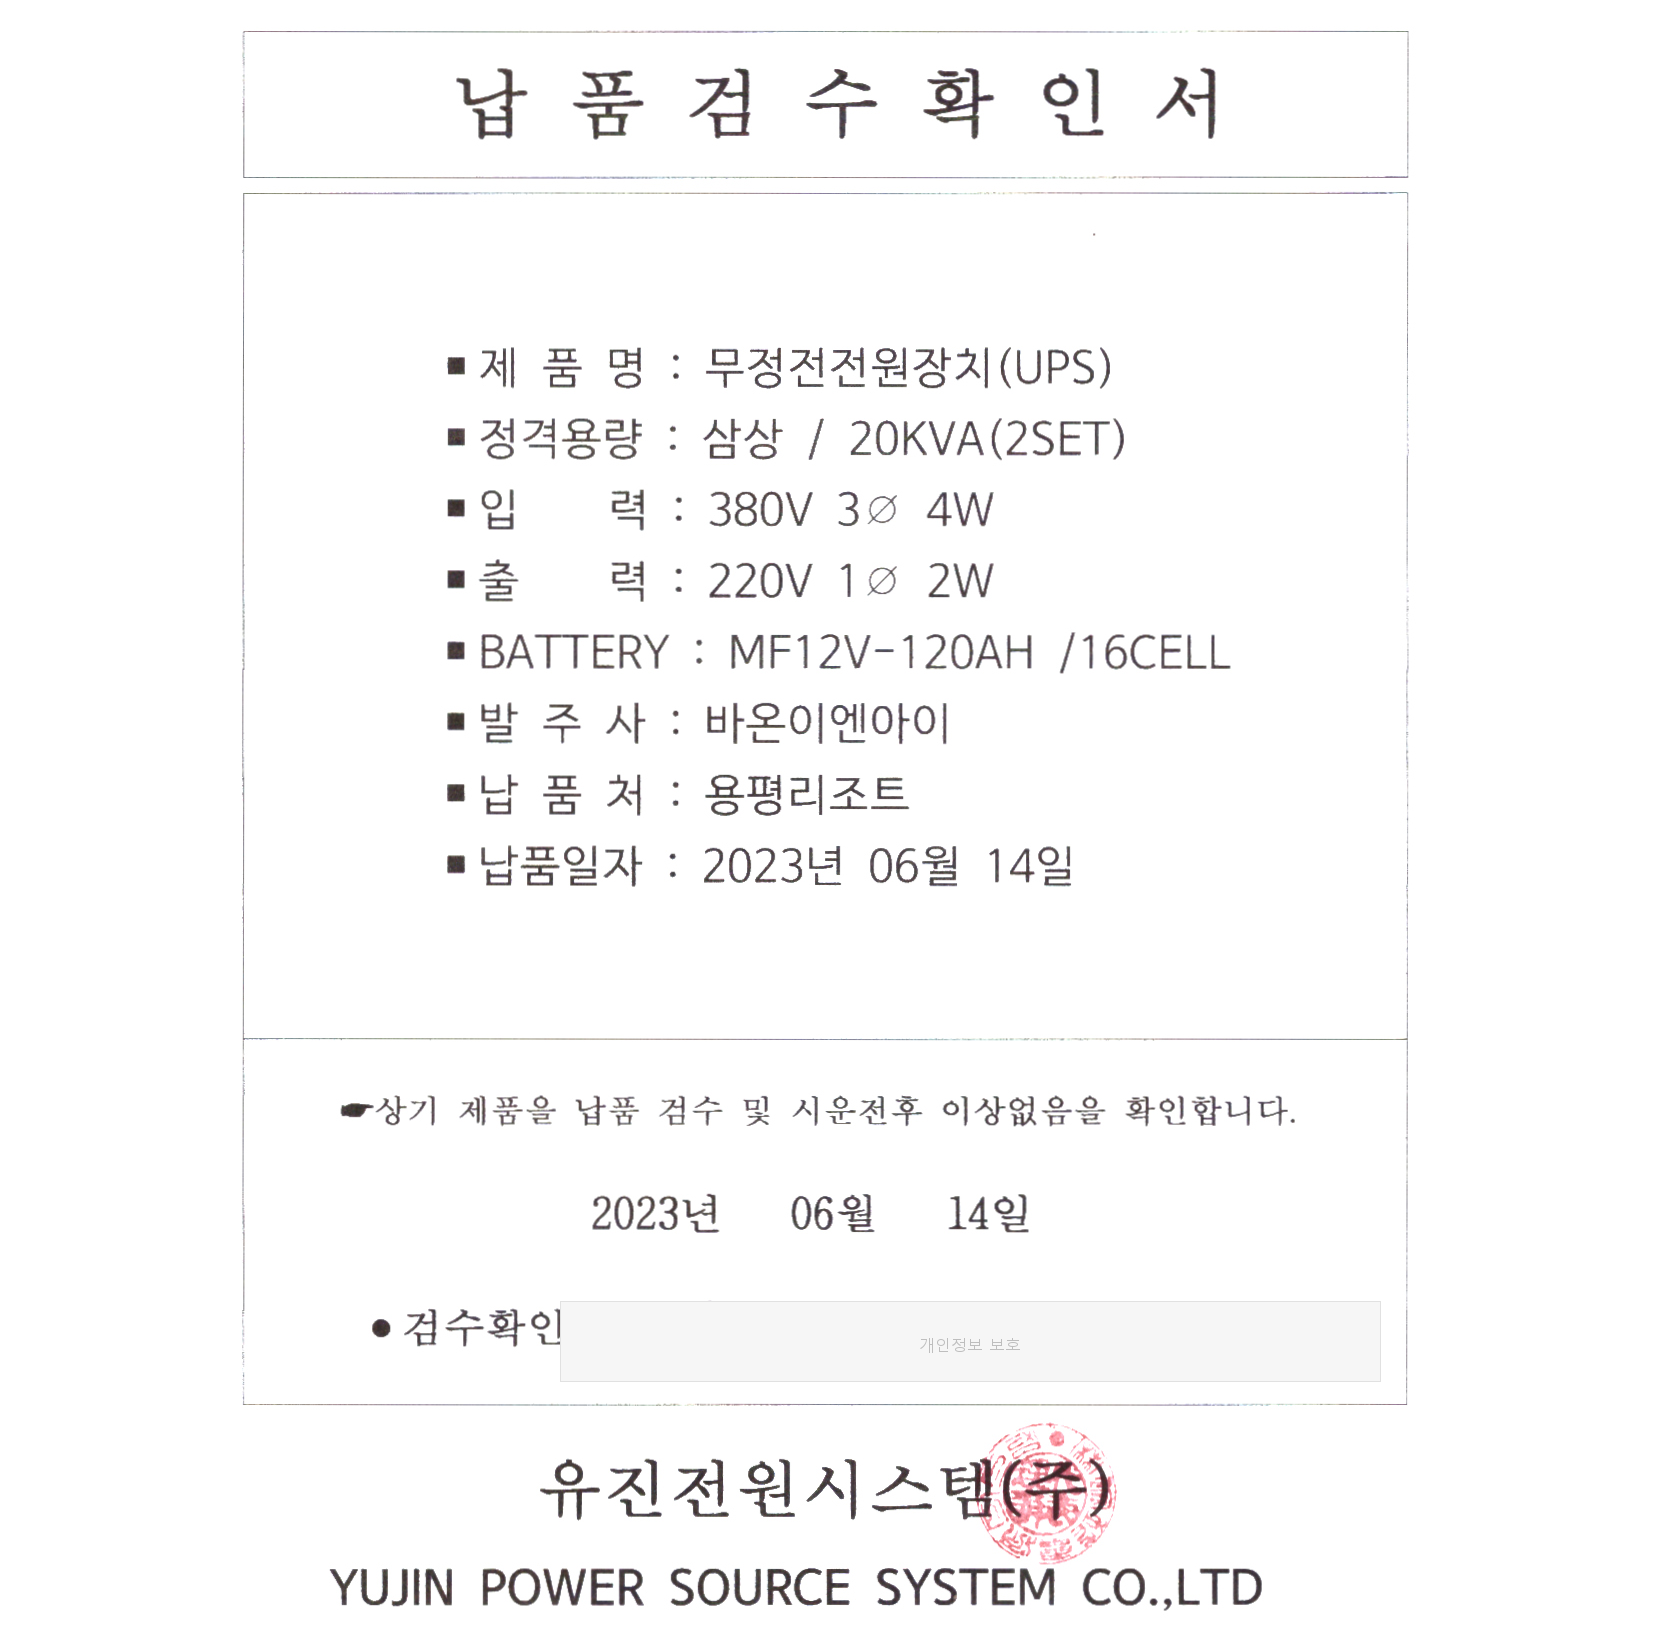 납 품 검 수 확 인 서
■ 제 품 명 : 무정전전원장치(UPS)
■ 정격용량 : 삼상 / 20KVA(2SET)
■ 입 력 : 380V 3∅ 4W
■ 출 력 : 220V 1∅ 2W
■ BATTERY : MF12V-120AH /16CELL
■ 발 주 사 : 바온이엔아이
■ 납 품 처 : 용평리조트
■ 납품일자 : 2023년 06월 14일
☛상기 제품을 납품 검수 및 시운전후 이상없음을 확인합니다.
2023년 06월 14일
● 검수확인
개인정보 보호
유진전원시스템(주)
YUJIN POWER SOURCE SYSTEM CO.,LTD